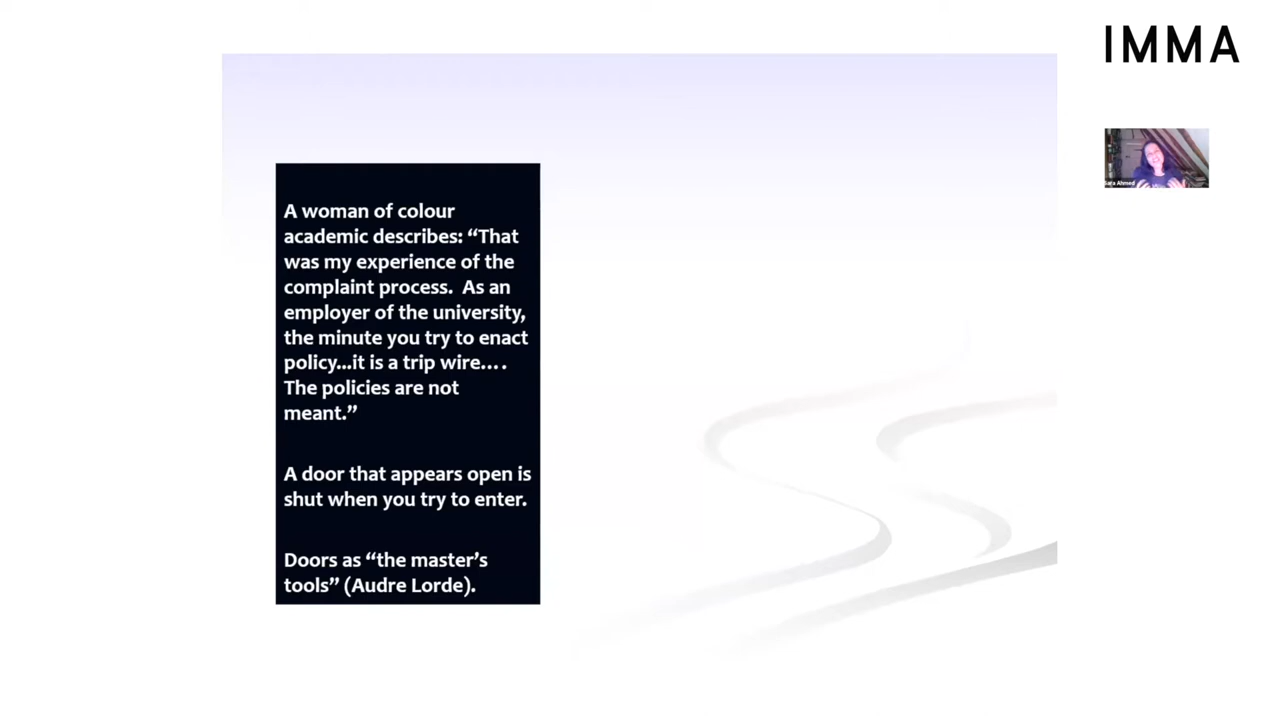 IMMA
A woman of colour
academic describes: “That
was my experience of the
complaint process.  As an
employer of the university,
the minute you try to enact
policy...it is a trip wire….
The policies are not
meant.”
A door that appears open is
shut when you try to enter.
Doors as “the master’s
tools” (Audre Lorde).
Sara Ahmed